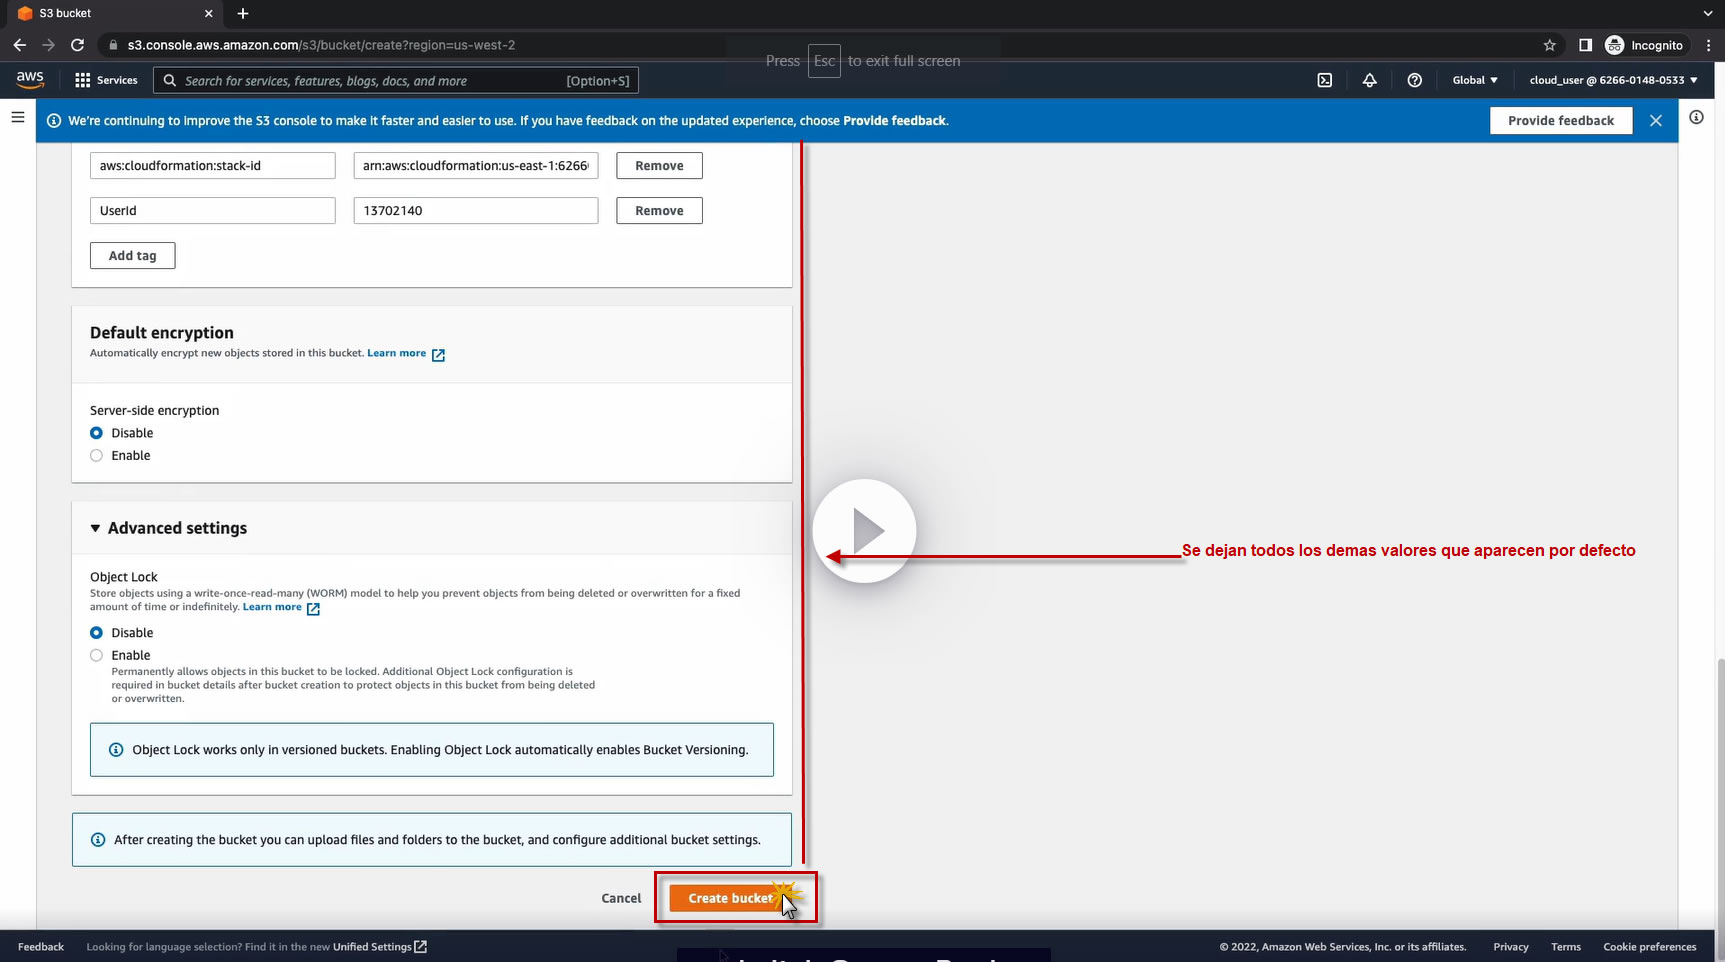 S3 bucket
s3.console.aws.amazon.com/s3/bucket/create?region=us-west-2
Incognito
Press Esc to exit full screen
aws
Services
Search for services, features, blogs, docs, and more
[Option+S]
Global
cloud_user @ 6266-0148-0533
We're continuing to improve the S3 console to make it faster and easier to use. If you have feedback on the updated experience, choose Provide feedback.
Provide feedback
aws:cloudformation:stack-id
arn:aws:cloudformation:us-east-1:6266
Remove
UserId
13702140
Remove
Add tag
Default encryption
Automatically encrypt new objects stored in this bucket. Learn more
Server-side encryption
Disable
Enable
Advanced settings
Se dejan todos los demas valores que aparecen por defecto
Object Lock
Store objects using a write-once-read-many (WORM) model to help you prevent objects from being deleted or overwritten for a fixed
amount of time or indefinitely. Learn more
Disable
Enable
Permanently allows objects in this bucket to be locked. Additional Object Lock configuration is
required in bucket details after bucket creation to protect objects in this bucket from being deleted
or overwritten.
Object Lock works only in versioned buckets. Enabling Object Lock automatically enables Bucket Versioning.
After creating the bucket you can upload files and folders to the bucket, and configure additional bucket settings.
Cancel
Create bucket
Feedback
Looking for language selection? Find it in the new Unified Settings
© 2022, Amazon Web Services, Inc. or its affiliates.
Privacy
Terms
Cookie preferences